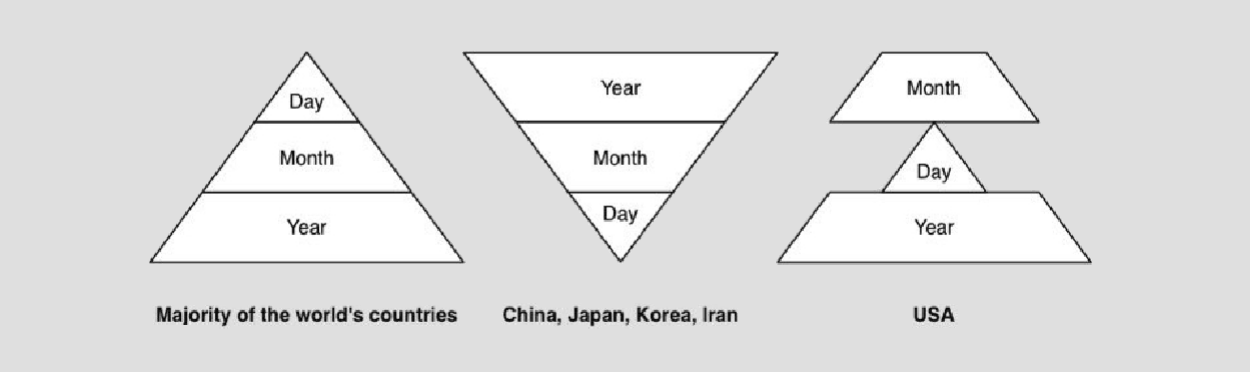 Day
Month
Year
Majority of the world's countries
Year
Month
Day
China, Japan, Korea, Iran
Month
Day
Year
USA